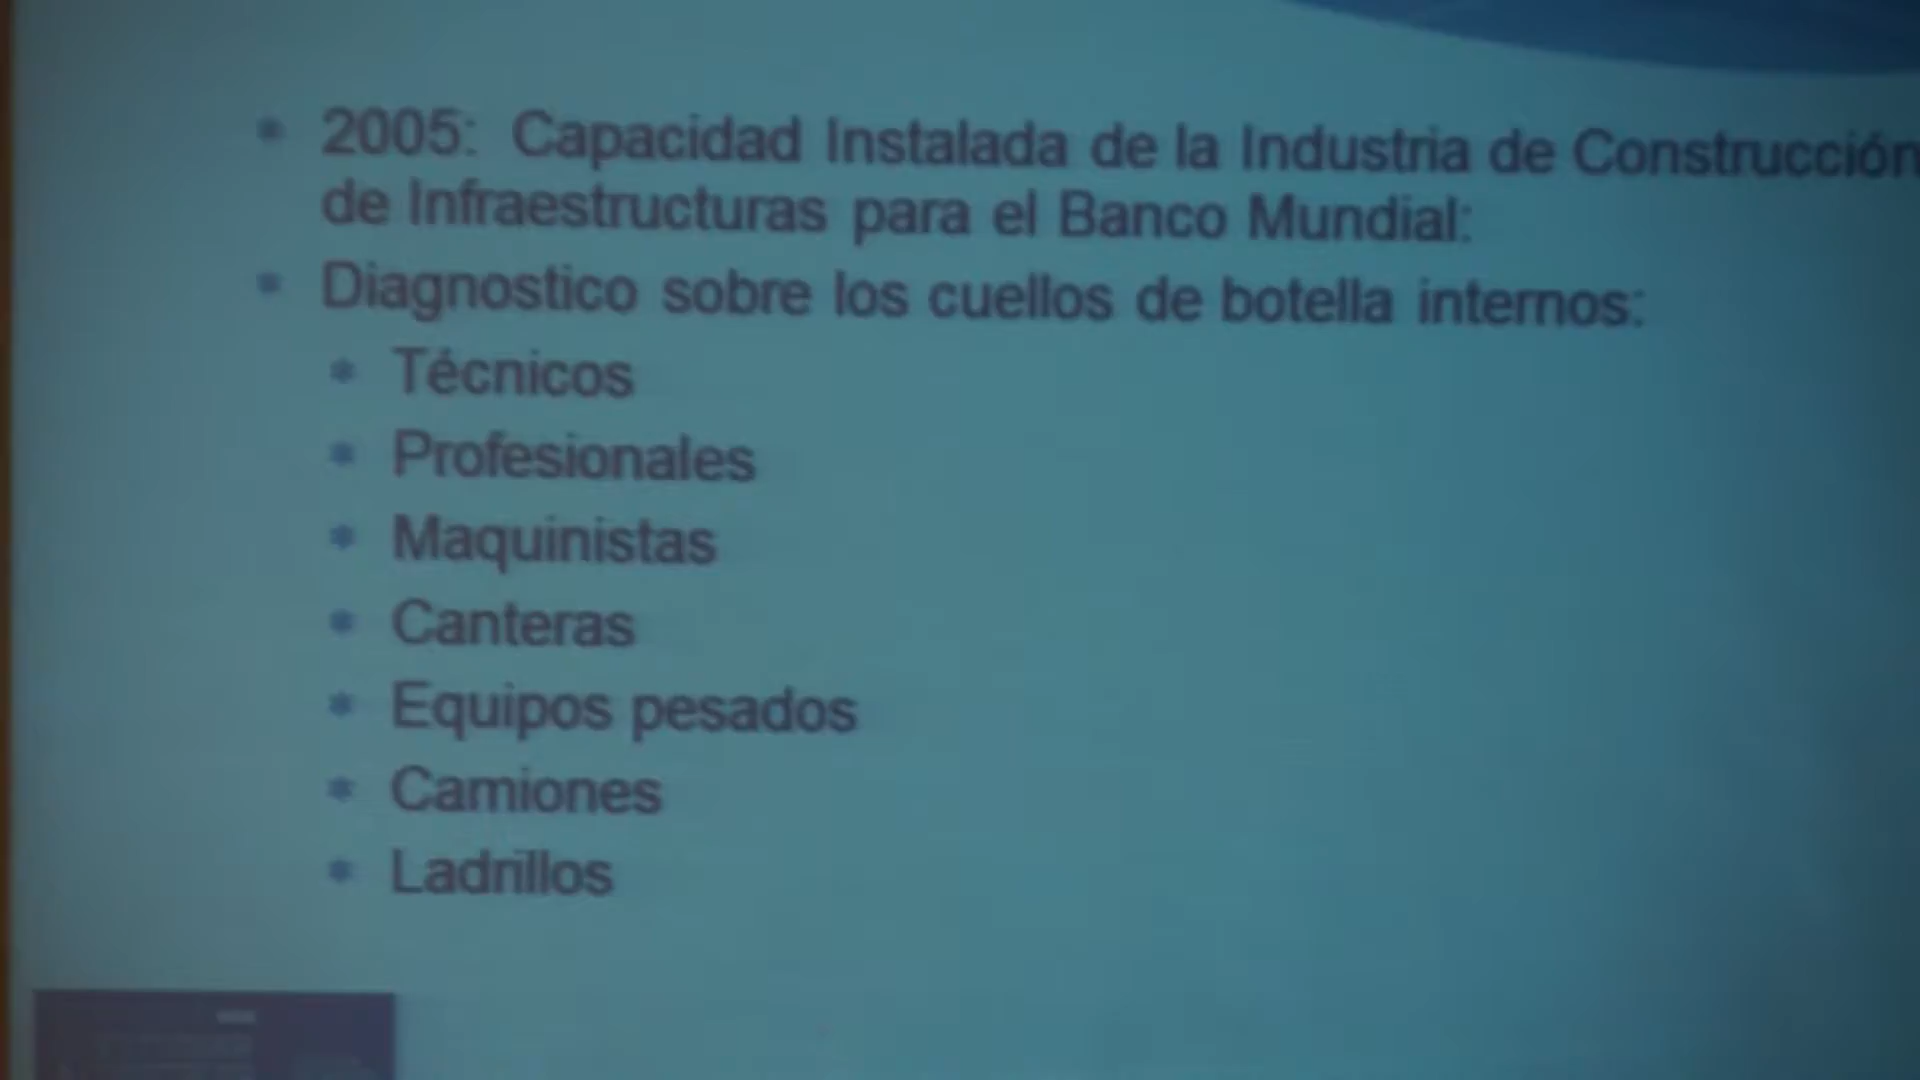 2005: Capacidad Instalada de la Industria de Construcción
de Infraestructuras para el Banco Mundial:
Diagnostico sobre los cuellos de botella internos:
Técnicos
Profesionales
Maquinistas
Canteras
Equipos pesados
Camiones
Ladrillos